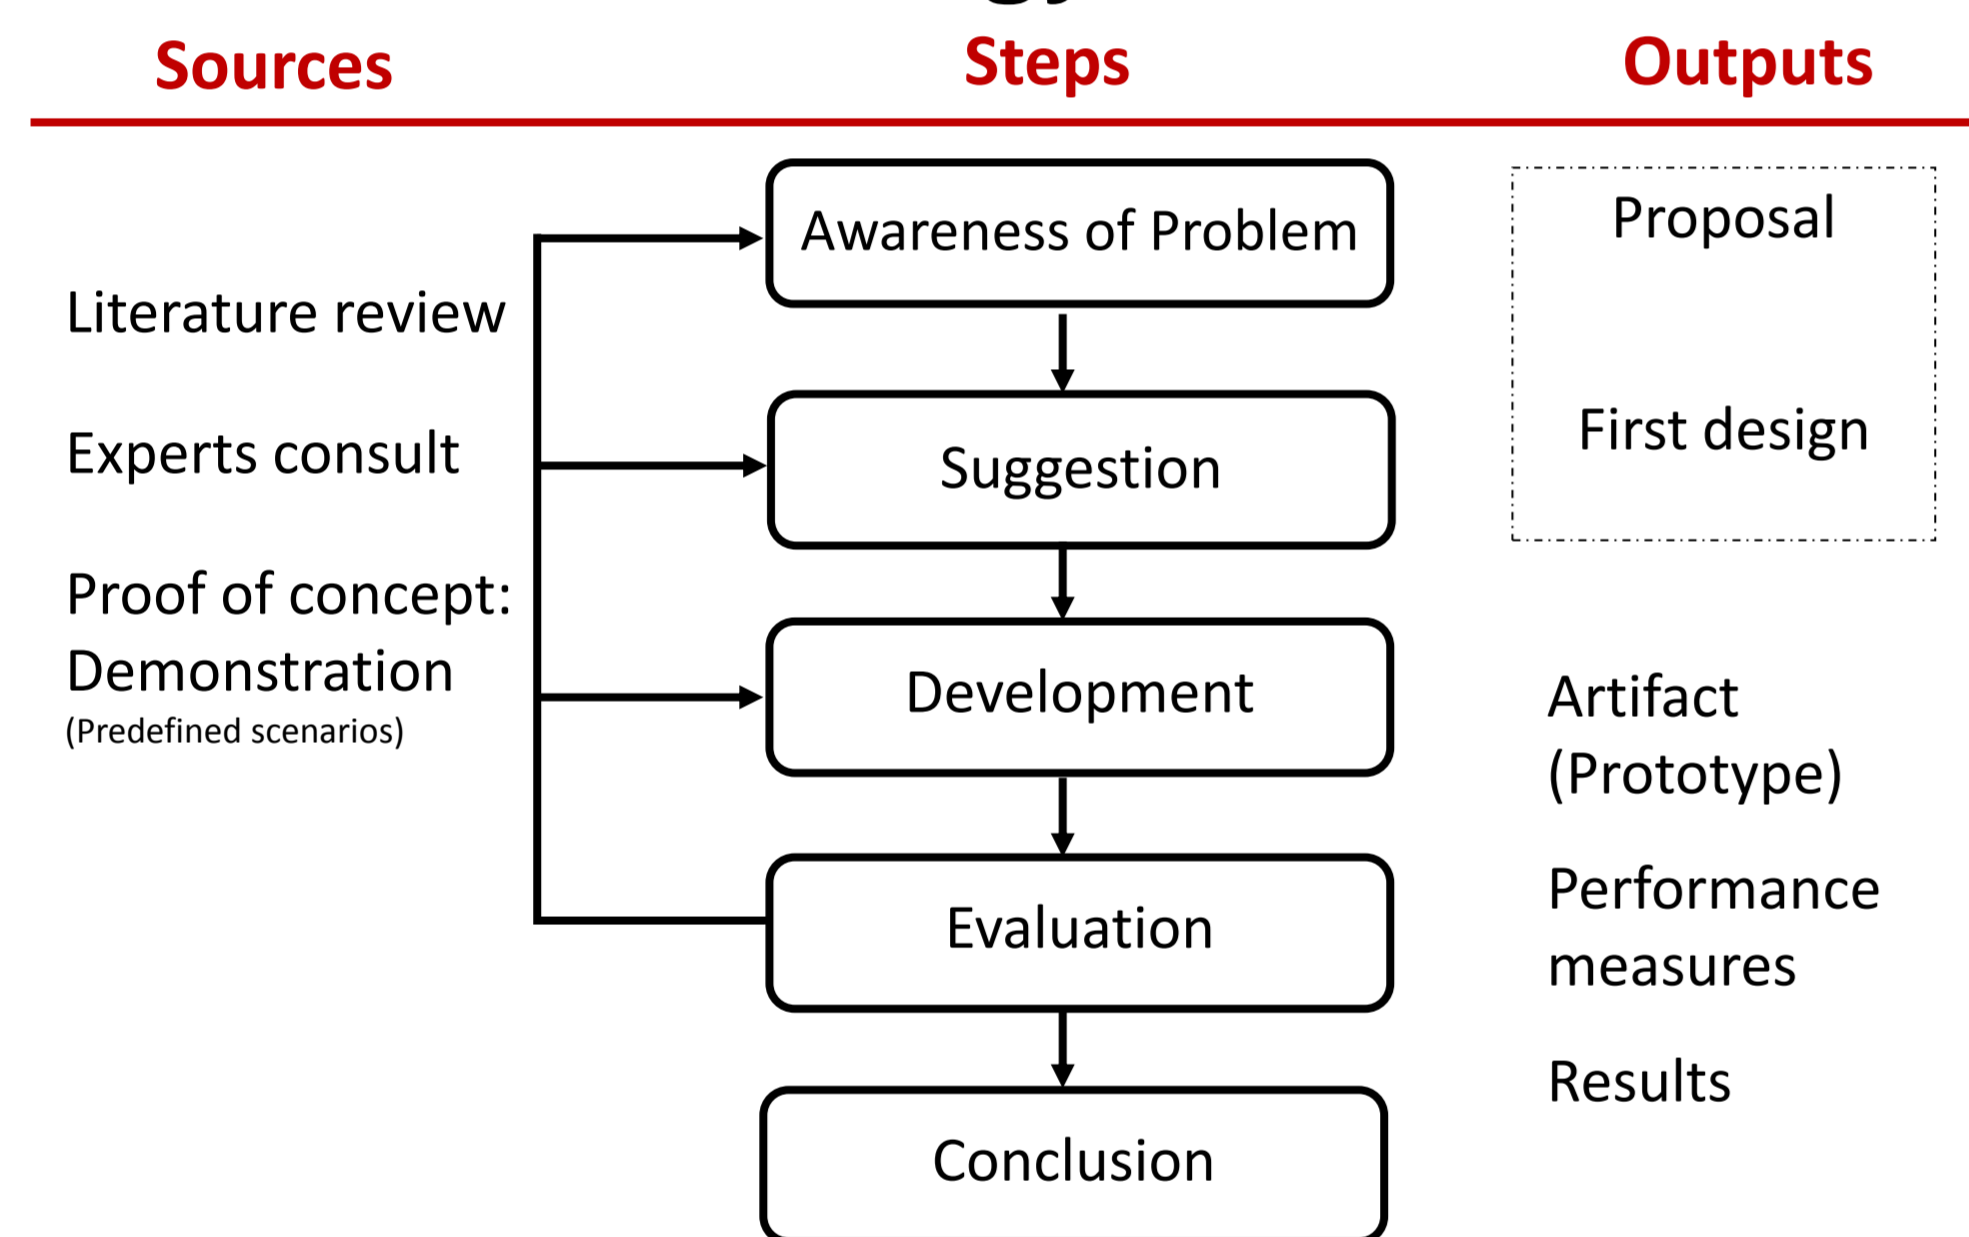 Sources
Steps
Outputs
Literature review
Experts consult
Proof of concept:
Demonstration
(Predefined scenarios)
Awareness of Problem
Suggestion
Development
Evaluation
Conclusion
Proposal
First design
Artifact
(Prototype)
Performance
measures
Results